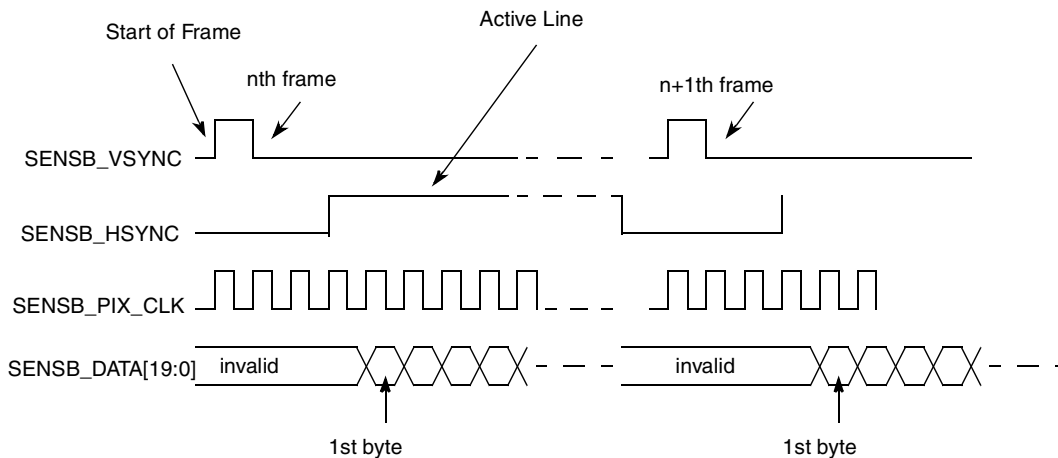 Active Line
Start of Frame
nth frame
n+1th frame
SENSB_VSYNC
SENSB_HSYNC
SENSB_PIX_CLK
SENSB_DATA[19:0]
invalid
invalid
1st byte
1st byte